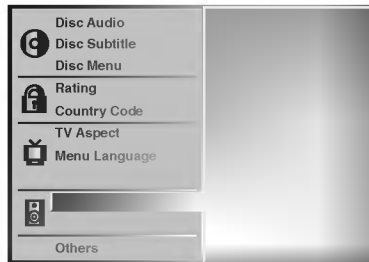 Disc Audio
Disc Subtitle
Disc Menu
Rating
Country Code
TV Aspect
Menu Language
Others